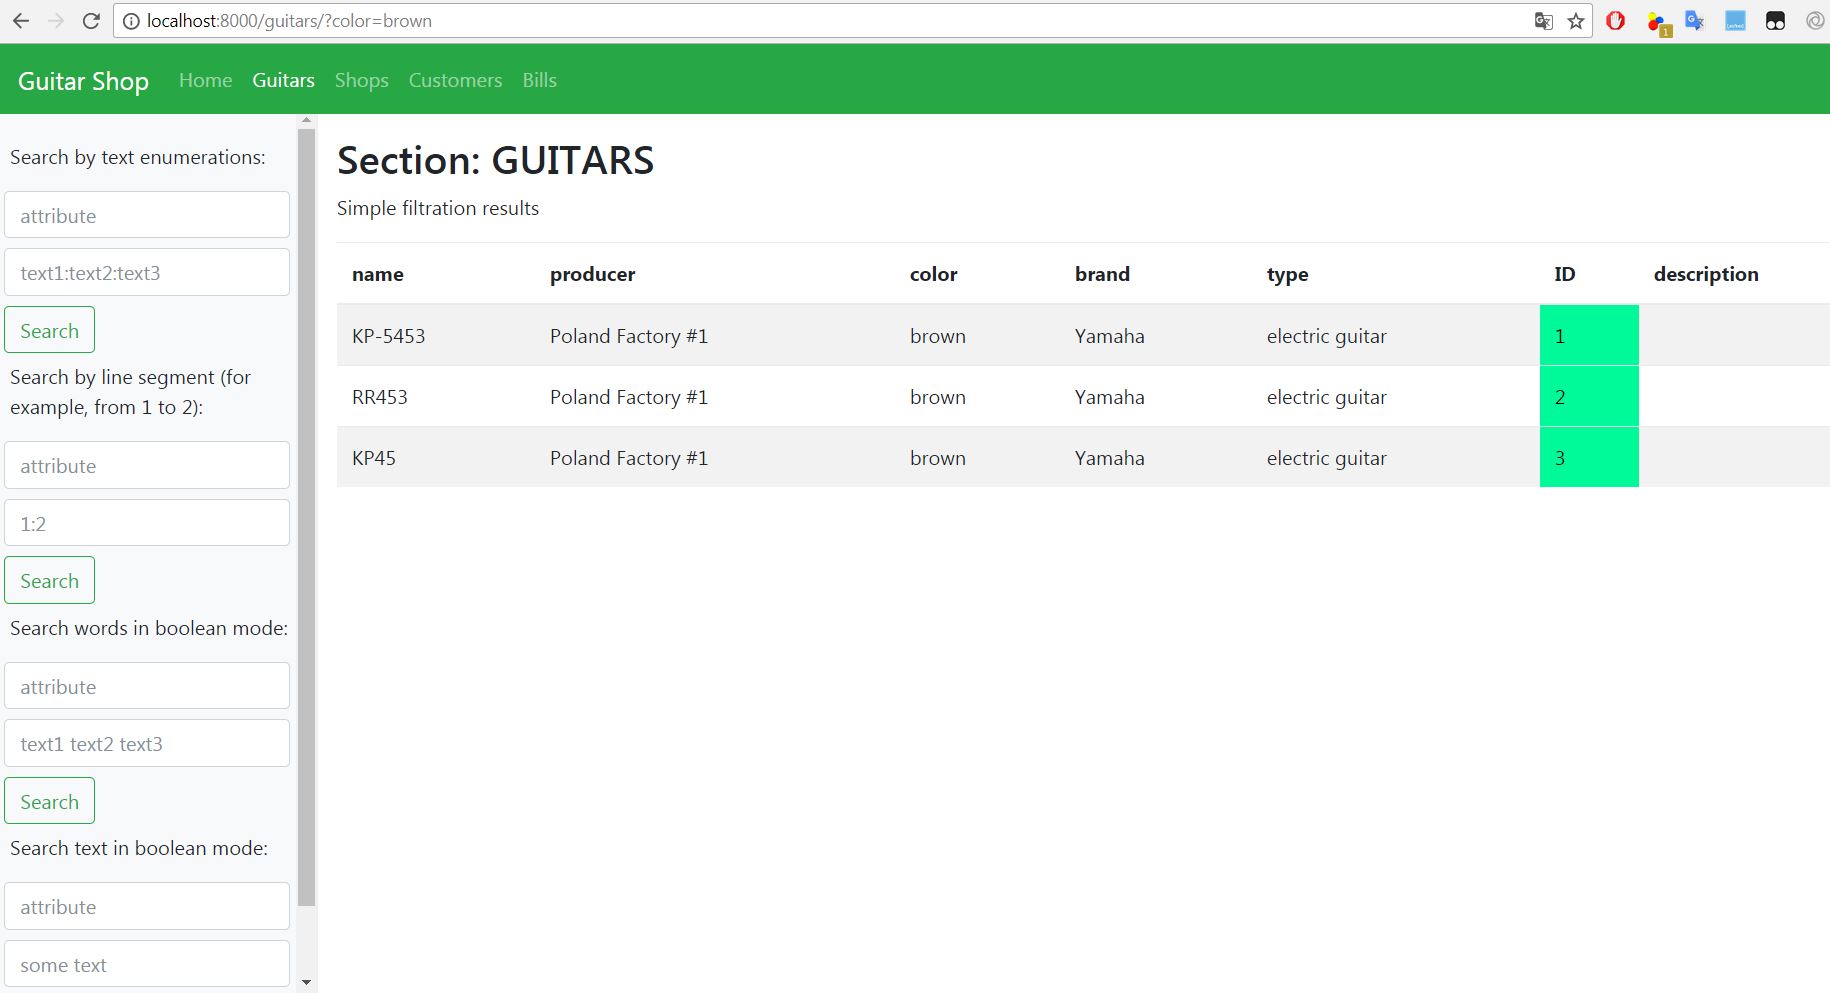 localhost:8000/guitars/?color=brown
1
Guitar Shop Home Guitars Shops Customers Bills
Search by text enumerations:
attribute
text1:text2:text3
Search
Search by line segment (for
example, from 1 to 2):
attribute
1:2
Search
Search words in boolean mode:
attribute
text1 text2 text3
Search
Search text in boolean mode:
attribute
some text
Section: GUITARS
Simple filtration results
name producer color brand type ID description
KP-5453 Poland Factory #1 brown Yamaha electric guitar 1
RR453 Poland Factory #1 brown Yamaha electric guitar 2
KP45 Poland Factory #1 brown Yamaha electric guitar 3